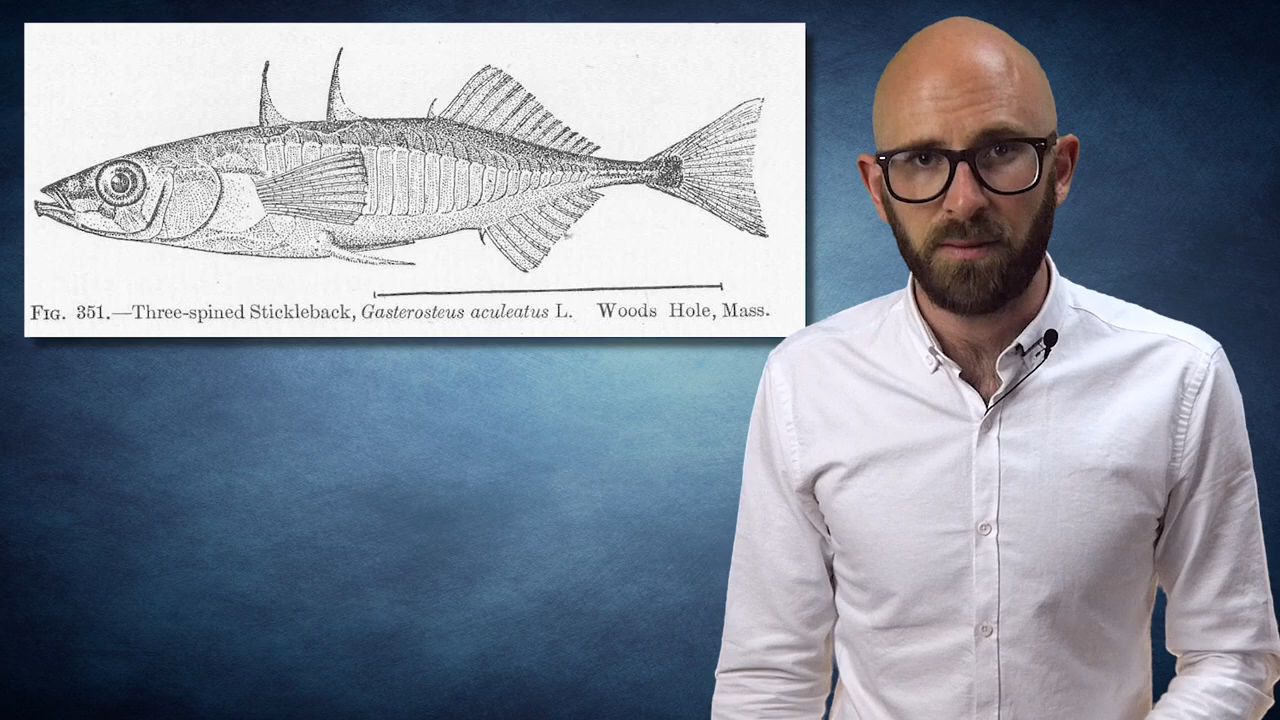 Fig. 351.—Three-spined Stickleback, Gasterosteus aculeatus L. Woods Hole, Mass.